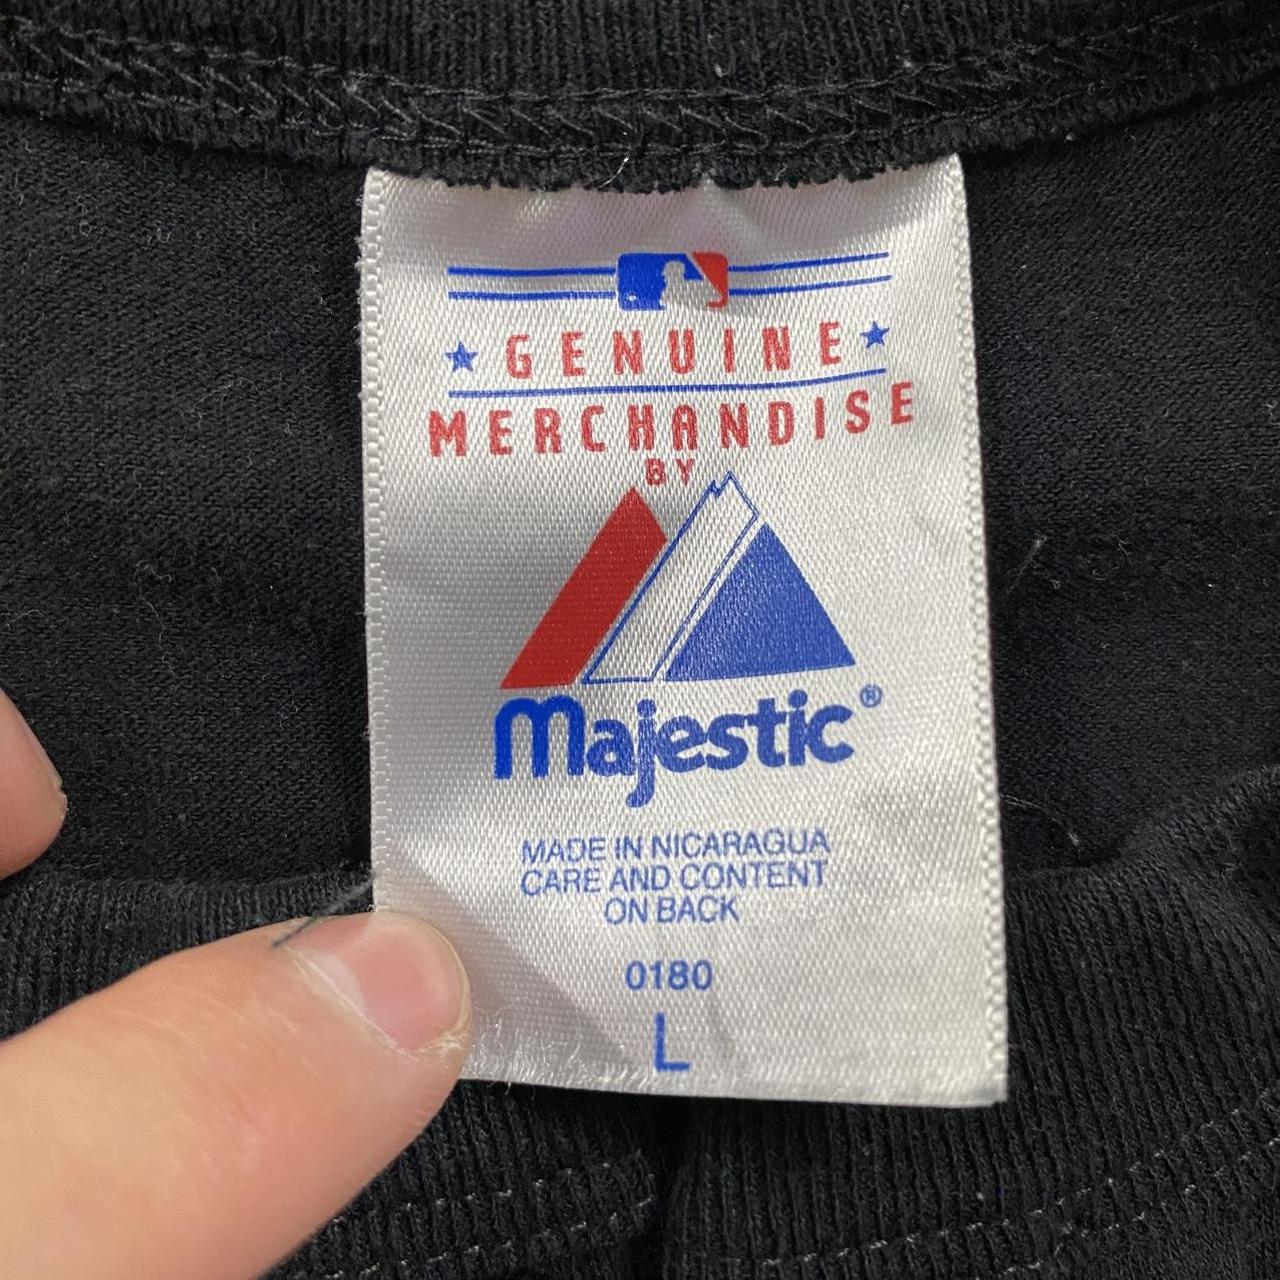 GENUINE
MERCHANDISE
BY
Majestic®
MADE IN NICARAGUA
CARE AND CONTENT
ON BACK
0180
L